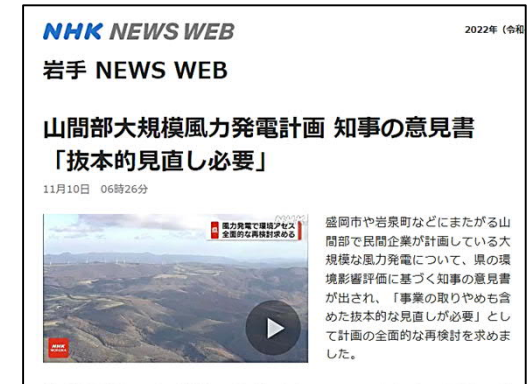 NHK NEWS WEB
2022年（令和
岩手 NEWS WEB
山間部大規模風力発電計画 知事の意見書
「抜本的見直し必要」
11月10日 06時26分
県 風力発電で環境アセス
全面的な再検討求める
NHK
盛岡市や岩泉町などにまたがる山
間部で民間企業が計画している大
規模な風力発電について、県の環
境影響評価に基づく知事の意見書
が出され、「事業の取りやめも含
めた抜本的な見直しが必要」とし
て計画の全面的な再検討を求めま
した。